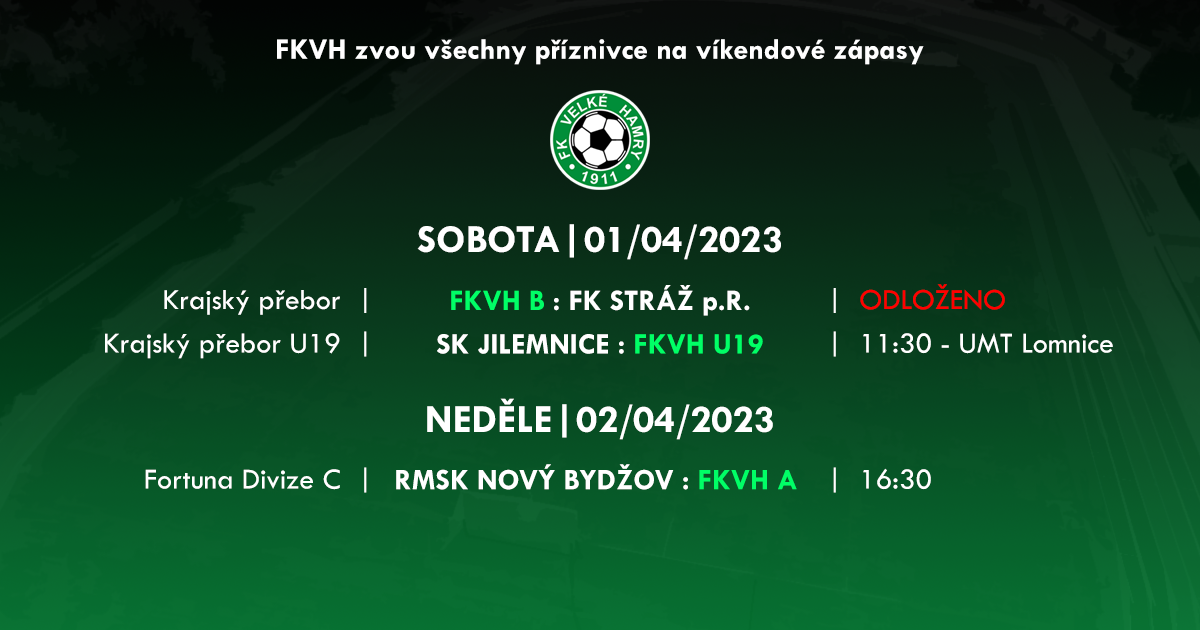 FKVH zvou všechny příznivce na víkendové zápasy
FK VELKÉ HAMRY
1911
SOBOTA | 01/04/2023
Krajský přebor | FKVH B : FK STRÁŽ p.R. | ODLOŽENO
Krajský přebor U19 | SK JILEMNICE : FKVH U19 | 11:30 - UMT Lomnice
NEDĚLE | 02/04/2023
Fortuna Divize C | RMSK NOVÝ BYDŽOV : FKVH A | 16:30